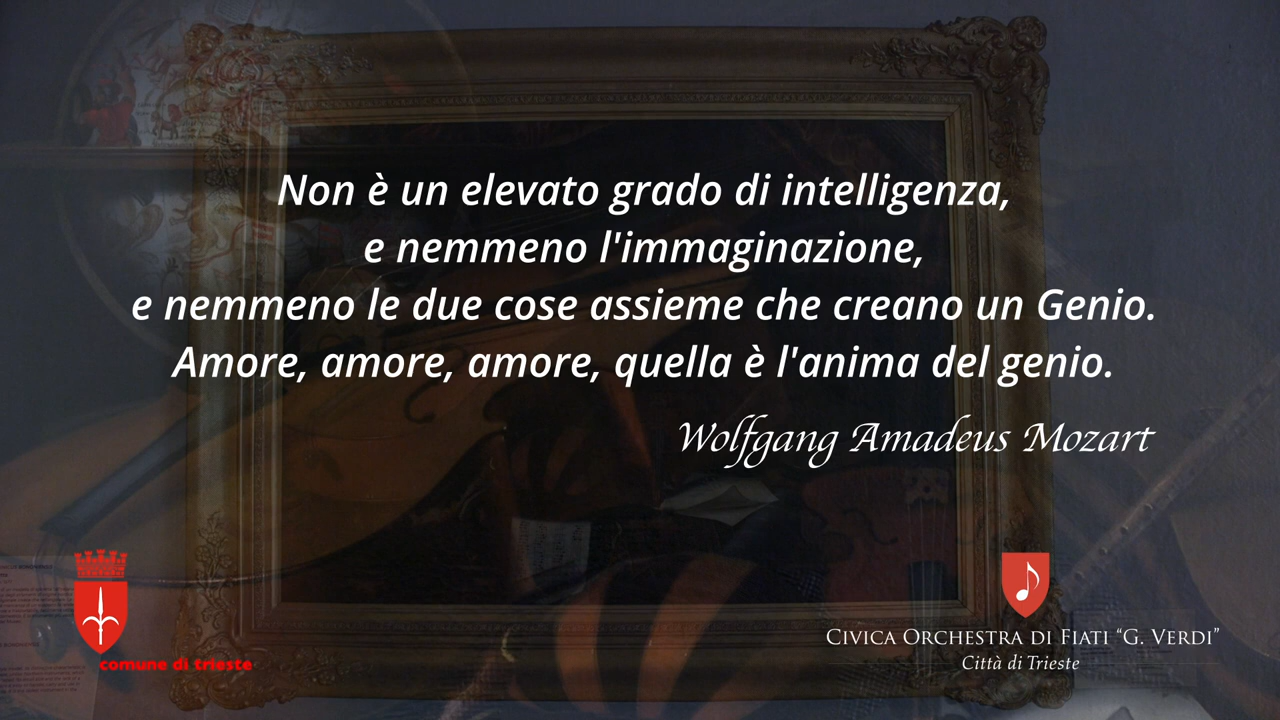 Non è un elevato grado di intelligenza,
e nemmeno l'immaginazione,
e nemmeno le due cose assieme che creano un Genio.
Amore, amore, amore, quella è l'anima del genio.
Wolfgang Amadeus Mozart
comune di trieste
Civica Orchestra di Fiati “G. Verdi”
Città di Trieste